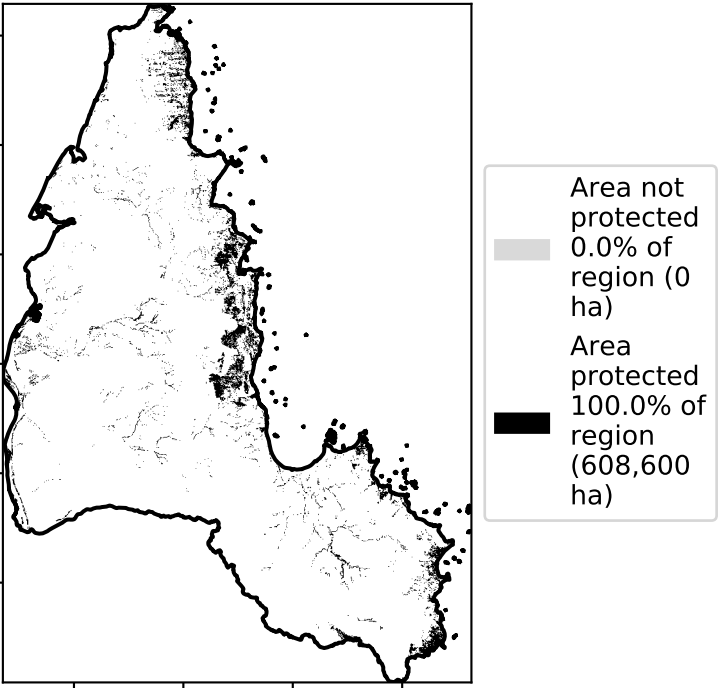 Area not
protected
0.0% of
region (0
ha)
Area
protected
100.0% of
region
(608,600
ha)